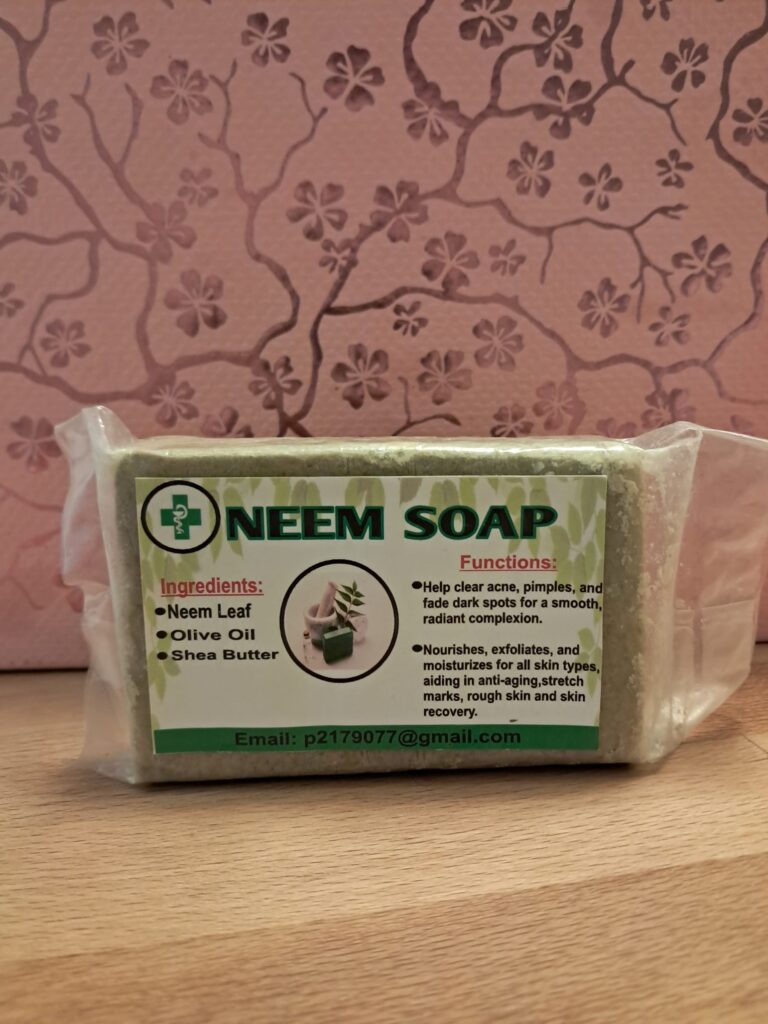 NEEM SOAP
Ingredients:
•Neem Leaf
•Olive Oil
•Shea Butter
Functions:
•Help clear acne, pimples, and
fade dark spots for a smooth,
radiant complexion.
•Nourishes, exfoliates, and
moisturizes for all skin types,
aiding in anti-aging,stretch
marks, rough skin and skin
recovery.
Email: p2179077@gmail.com